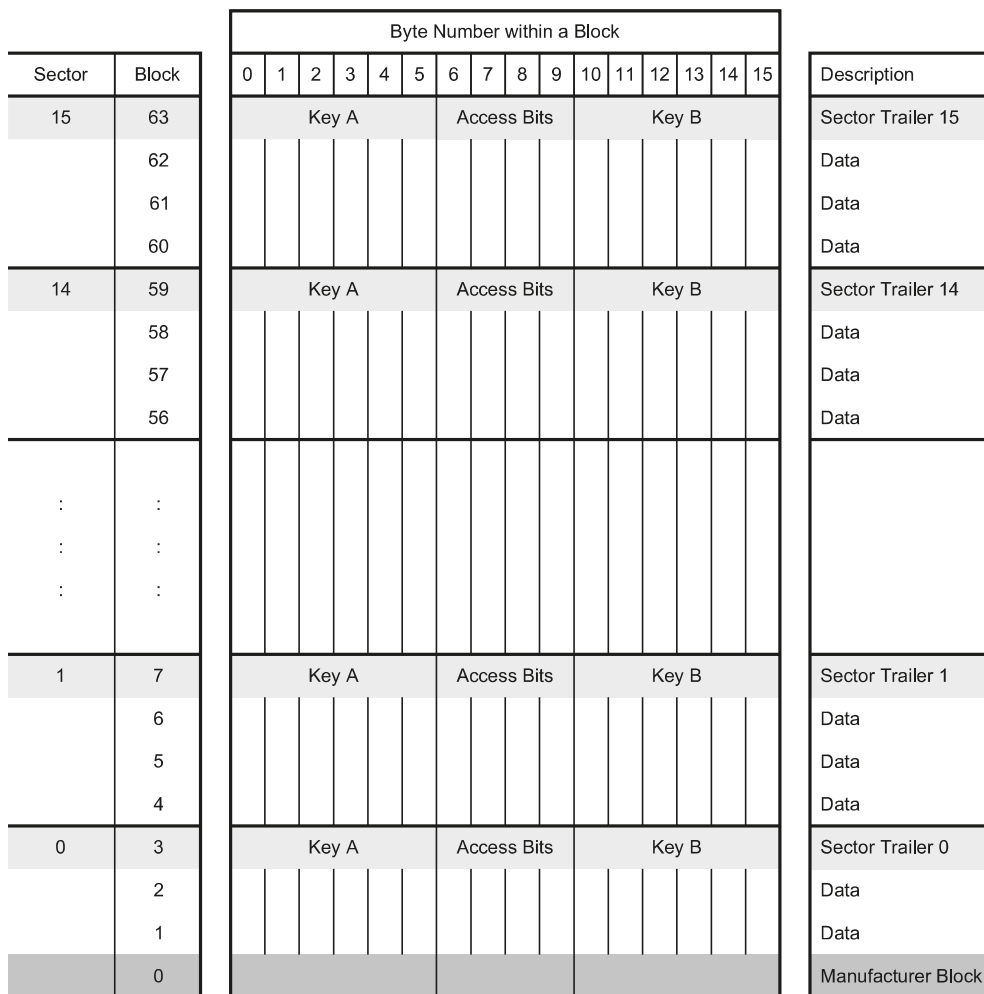 Byte Number within a Block
Sector Block 0 1 2 3 4 5 6 7 8 9 10 11 12 13 14 15 Description
15 63 Key A Access Bits Key B Sector Trailer 15
62 Data
61 Data
60 Data
14 59 Key A Access Bits Key B Sector Trailer 14
58 Data
57 Data
56 Data
: :
: :
: :
1 7 Key A Access Bits Key B Sector Trailer 1
6 Data
5 Data
4 Data
0 3 Key A Access Bits Key B Sector Trailer 0
2 Data
1 Data
0 Manufacturer Block